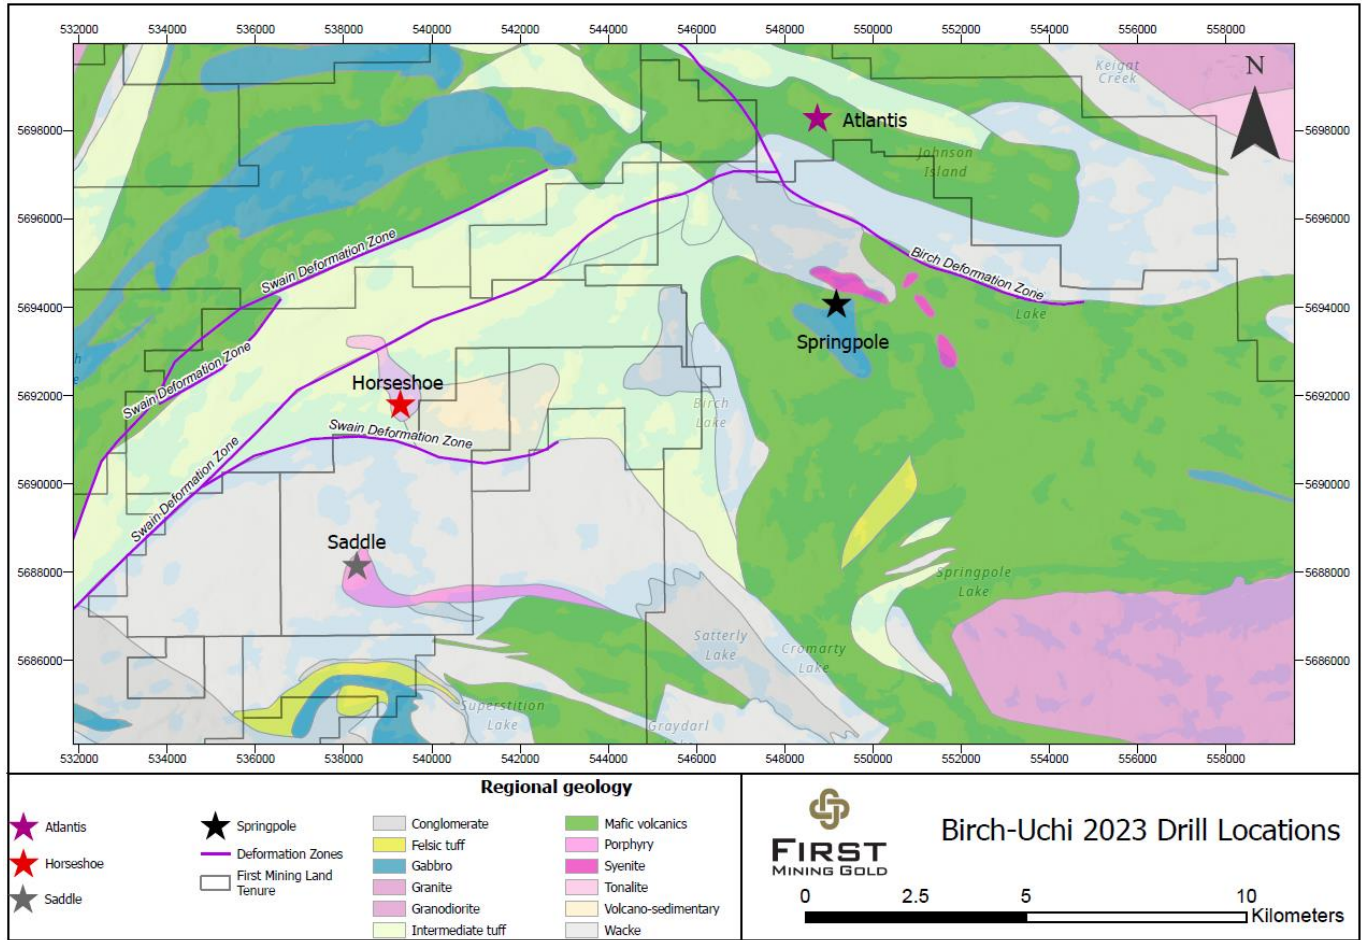 532000 534000 536000 538000 540000 542000 544000 546000 548000 550000 552000 554000 556000 558000
Keigat
Creek
N
Atlantis
5698000 5698000
Johnson
Island
5696000 5696000
Swain Deformation Zone
Birch Deformation Zone
5694000 5694000
Lake
Springpole
Swain Deformation Zone
Horseshoe
5692000 5692000
Birch
Lake
Swain Deformation Zone
Swain Deformation Zone
5690000 5690000
Saddle
5688000 5688000
Springpole
Lake
Satterly
Lake
Cromarty
Lake
5686000 5686000
Superstition
Lake
Graydarl
532000 534000 536000 538000 540000 542000 544000 546000 548000 550000 552000 554000 556000 558000
Regional geology
Atlantis
Horseshoe
Saddle
Springpole
Deformation Zones
First Mining Land
Tenure
Conglomerate
Felsic tuff
Gabbro
Granite
Granodiorite
Intermediate tuff
Mafic volcanics
Porphyry
Syenite
Tonalite
Volcano-sedimentary
Wacke
FIRST
MINING GOLD
Birch-Uchi 2023 Drill Locations
0 2.5 5 10
Kilometers